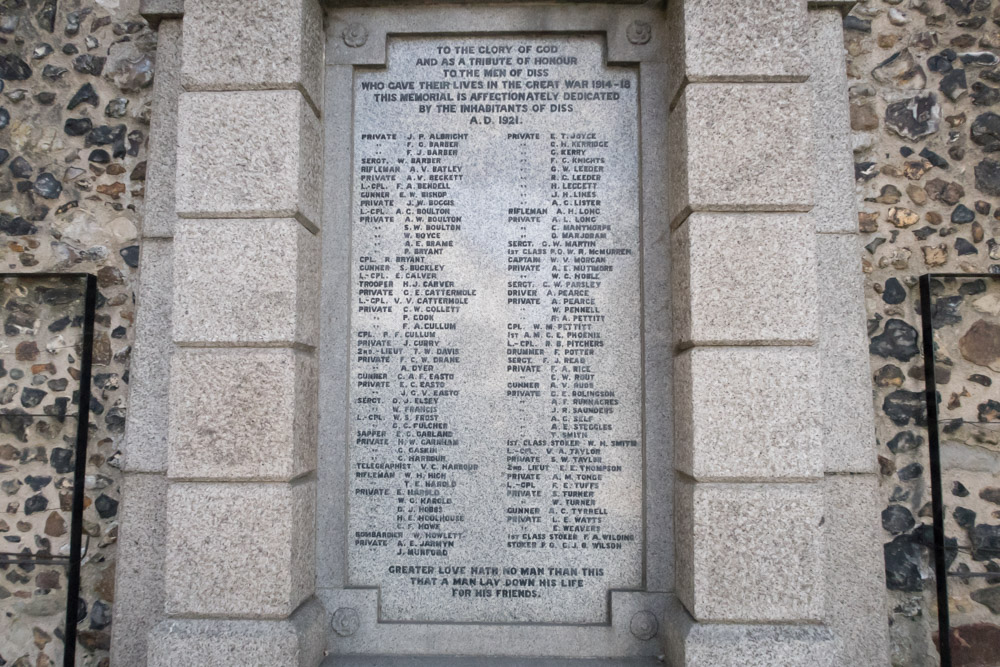 TO THE GLORY OF GOD
AND AS A TRIBUTE OF HONOUR
TO THE MEN OF DISS
WHO GAVE THEIR LIVES IN THE GREAT WAR 1914-18
THIS MEMORIAL IS AFFECTIONATELY DEDICATED
BY THE INHABITANTS OF DISS
A.D. 1921.
PRIVATE J. P. ALBRIGHT
" F. G. BARBER
" F. J. BARBER
SERGT. W. BARBER
RIFLEMAN A. V. BATLEY
PRIVATE A. V. BECKETT
L-CPL. F. A. BENDELL
GUNNER E. W. BISHOP
PRIVATE J. W. BOGGIS
L-CPL. A. C. BOULTON
PRIVATE A. W. BOULTON
" S. W. BOULTON
" W. BOYCE
" A. E. BRAME
" P. BRYANT
CPL. R. BRYANT
GUNNER S. BUCKLEY
L-CPL. E. CALVER
TROOPER H. J. CARVER
PRIVATE G. E. CATTERMOLE
L-CPL. V. V. CATTERMOLE
PRIVATE C. W. COLLETT
" P. COOK
" F. A. CULLUM
CPL. P. F. CULLUM
PRIVATE J. CURRY
2ND-LIEUT T. W. DAVIS
PRIVATE F. C. W. DRANE
" A. DYER
GUNNER C. A. F. EASTO
PRIVATE E. C. EASTO
" J. C. V. EASTO
SERGT. D. J. ELSEY
" W. FRANCIS
L-CPL. W. S. FROST
" C. G. FULCHER
SAPPER E. G. GARLAND
PRIVATE H. W. GARNHAM
" C. GASKIN
" C. HARBOUR
TELEGRAPHIST V. C. HARBOUR
RIFLEMAN W. H. HIGH
" T. E. HAROLD
PRIVATE E. HAROLD
" W. G. HAROLD
" D. J. HOBBS
" H. E. HOULHOUSE
" C. F. HOWE
BOMBARDIER W. HOWLETT
PRIVATE A. E. JARMYN
" J. MUMFORD
PRIVATE E. T. JOYCE
" C. H. KERRIDGE
" C. KERRY
" F. C. KNIGHTS
" G. W. LEEDER
" R. G. LEEDER
" H. LEGGETT
" J. H. LINES
" A. C. LISTER
RIFLEMAN A. H. LONG
PRIVATE A. L. LONG
" C. MANTHORPE
" D. MARJORAM
SERGT. G. W. MARTIN
1ST CLASS P.O. W. R. McMURREN
CAPTAIN W. V. MORGAN
PRIVATE A. E. MUTIMORE
" W. G. NOBLE
SERGT. C. W. PARSLEY
DRIVER A. PEARCE
PRIVATE A. PEARCE
" W. PENNELL
" R. A. PETTITT
CPL. W. M. PETTITT
1ST A. M. C. E. PHOENIX
L-CPL. R. B. PITCHERS
DRUMMER F. POTTER
SERGT. F. J. READ
PRIVATE F. A. RICE
" C. W. ROUT
GUNNER A. V. RUDD
PRIVATE C. E. BOLINGSON
" A. F. RUNNACRES
" J. R. SAUNDERS
" A. G. SELF
" A. E. STEGGLES
" T. SMITH
1ST. CLASS STOKER W. H. SMITH
L-CPL. V. A. TAYLOR
PRIVATE S. W. TAYLOR
2ND. LIEUT E. E. THOMPSON
PRIVATE A. M. TONGE
L-CPL. F. E. TUFFS
PRIVATE S. TURNER
" W. TURNER
GUNNER A. C. TYRRELL
PRIVATE L. E. WATTS
" E. WEAVERS
1ST CLASS STOKER F. A. WILDING
STOKER P.O. C. J. B. WILSON
GREATER LOVE HATH NO MAN THAN THIS
THAT A MAN LAY DOWN HIS LIFE
FOR HIS FRIENDS.